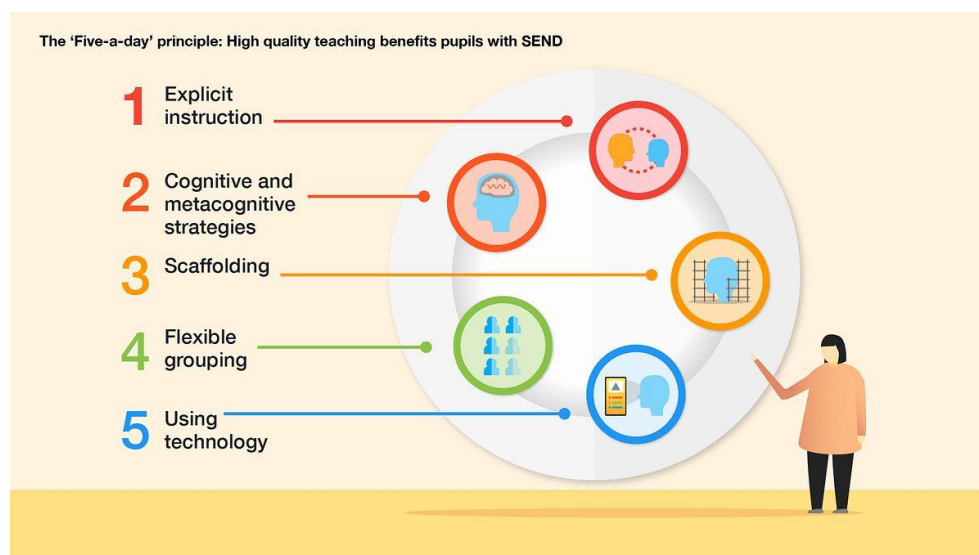 The ‘Five-a-day’ principle: High quality teaching benefits pupils with SEND
1
Explicit
instruction
2
Cognitive and
metacognitive
strategies
3
Scaffolding
4
Flexible
grouping
5
Using
technology